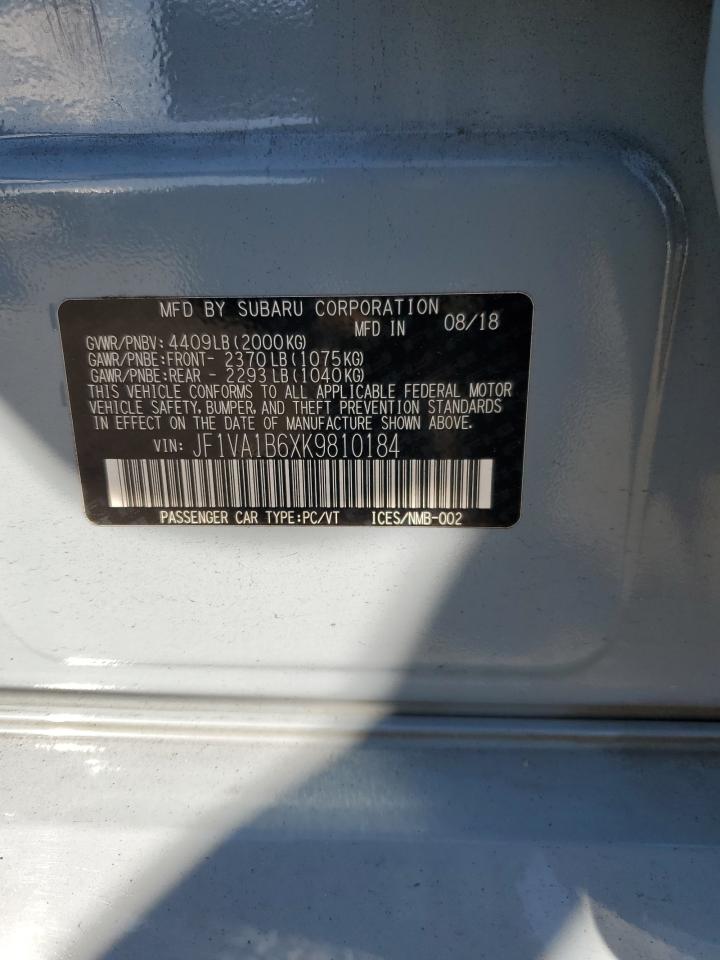 MFD BY SUBARU CORPORATION
MFD IN 08/18
GVWR/PNBV: 4409LB(2000KG)
GAWR/PNBE:FRONT- 2370LB(1075KG)
GAWR/PNBE:REAR - 2293LB(1040KG)
THIS VEHICLE CONFORMS TO ALL APPLICABLE FEDERAL MOTOR
VEHICLE SAFETY, BUMPER, AND THEFT PREVENTION STANDARDS
IN EFFECT ON THE DATE OF MANUFACTURE SHOWN ABOVE.
VIN: JF1VA1B6XK9810184
PASSENGER CAR TYPE:PC/VT ICES/NMB-002